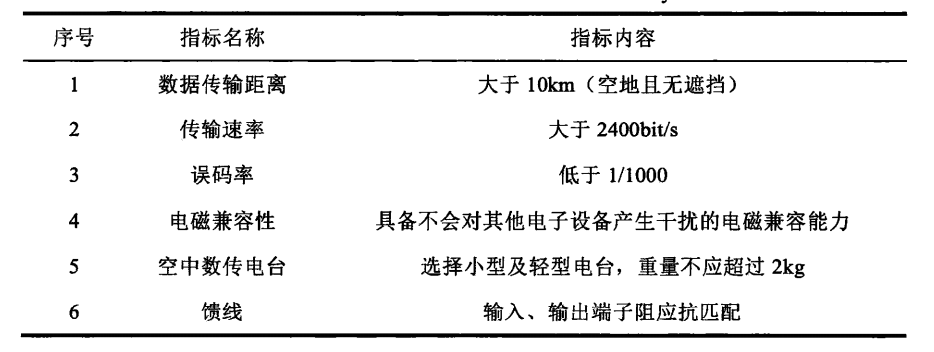 序号 指标名称 指标内容
1 数据传输距离 大于 10km（空地且无遮挡）
2 传输速率 大于 2400bit/s
3 误码率 低于 1/1000
4 电磁兼容性 具备不会对其他电子设备产生干扰的电磁兼容能力
5 空中数传电台 选择小型及轻型电台，重量不应超过 2kg
6 馈线 输入、输出端子阻应抗匹配